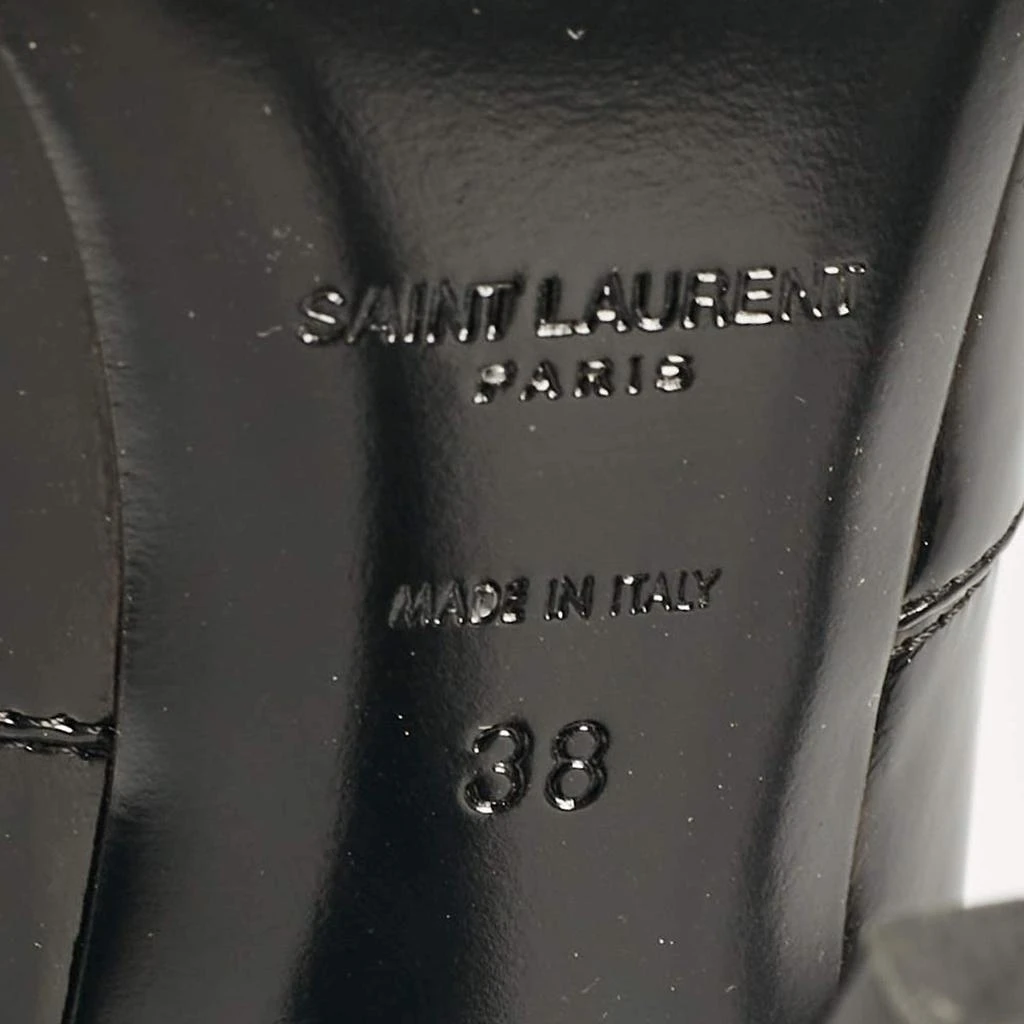 SAINT LAURENT
PARIS
MADE IN ITALY
38